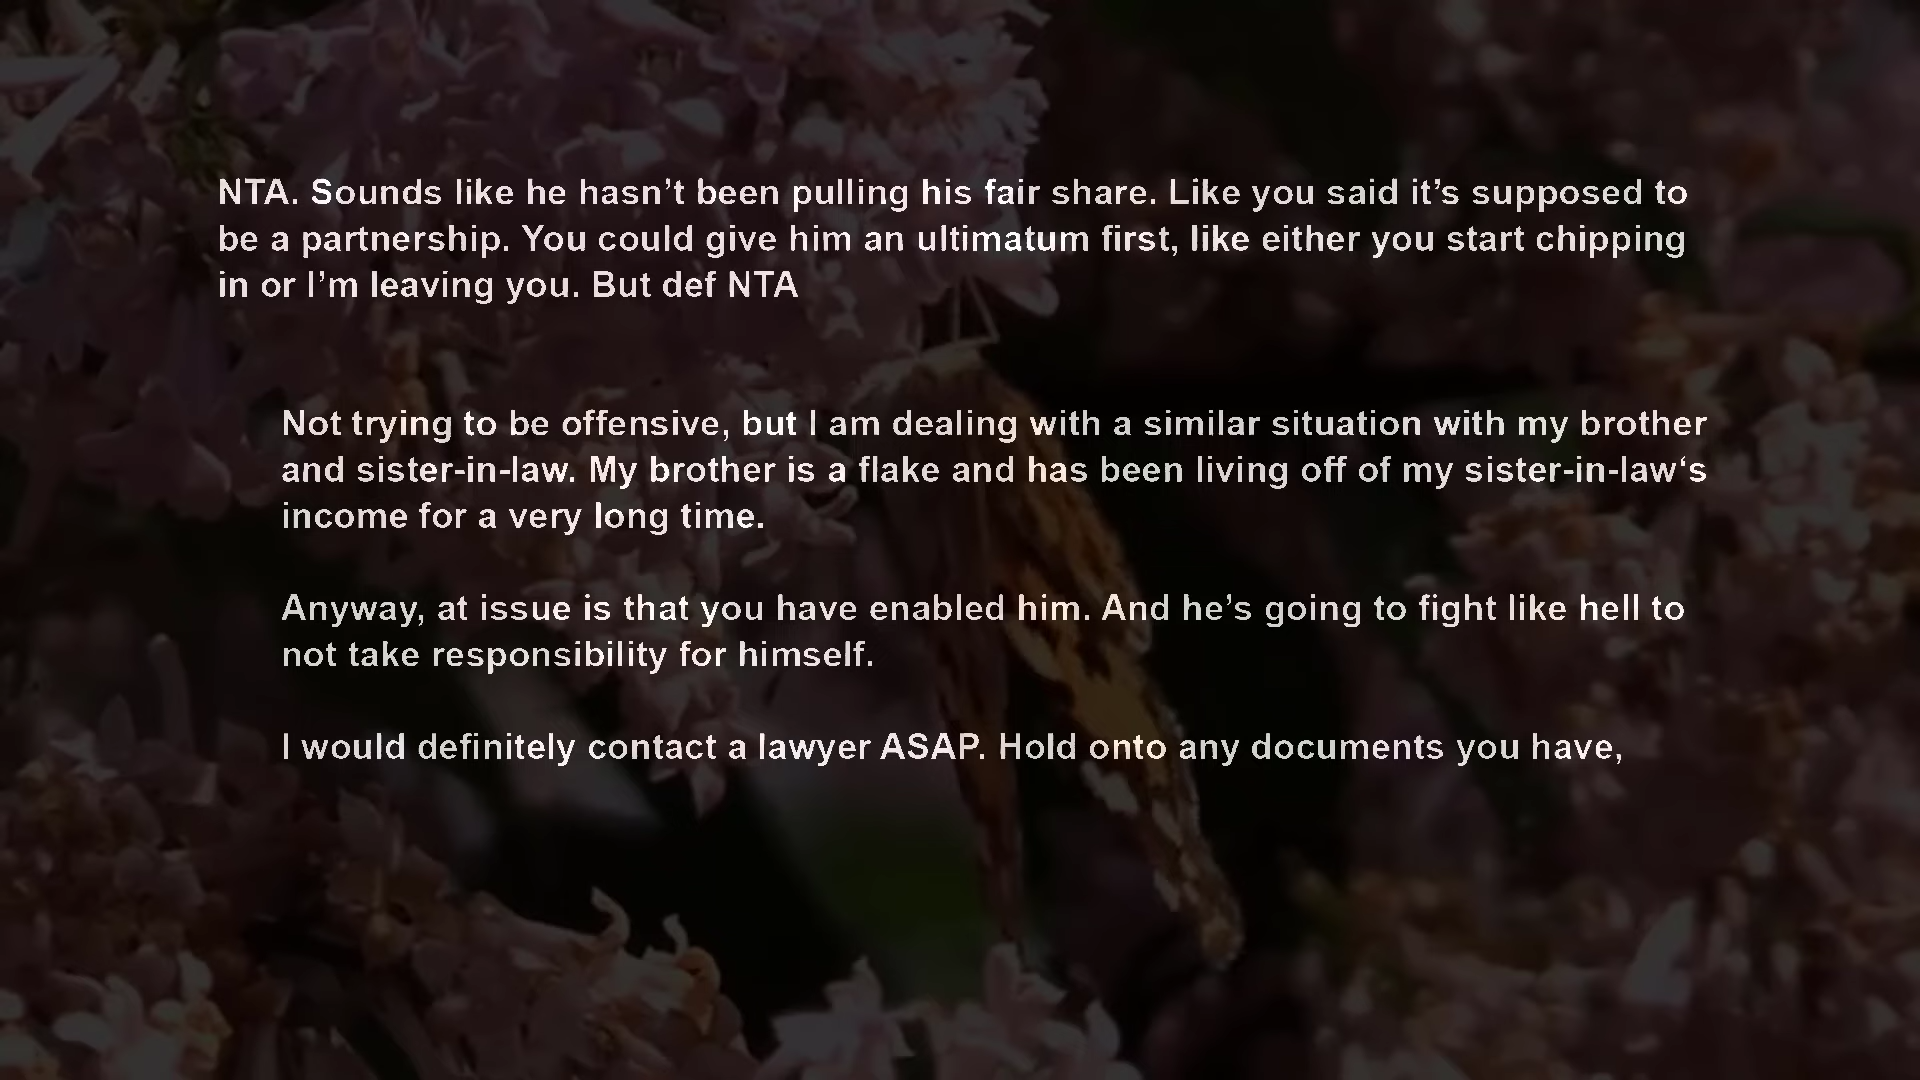 NTA. Sounds like he hasn’t been pulling his fair share. Like you said it’s supposed to
be a partnership. You could give him an ultimatum first, like either you start chipping
in or I’m leaving you. But def NTA
Not trying to be offensive, but I am dealing with a similar situation with my brother
and sister-in-law. My brother is a flake and has been living off of my sister-in-law‘s
income for a very long time.
Anyway, at issue is that you have enabled him. And he’s going to fight like hell to
not take responsibility for himself.
I would definitely contact a lawyer ASAP. Hold onto any documents you have,